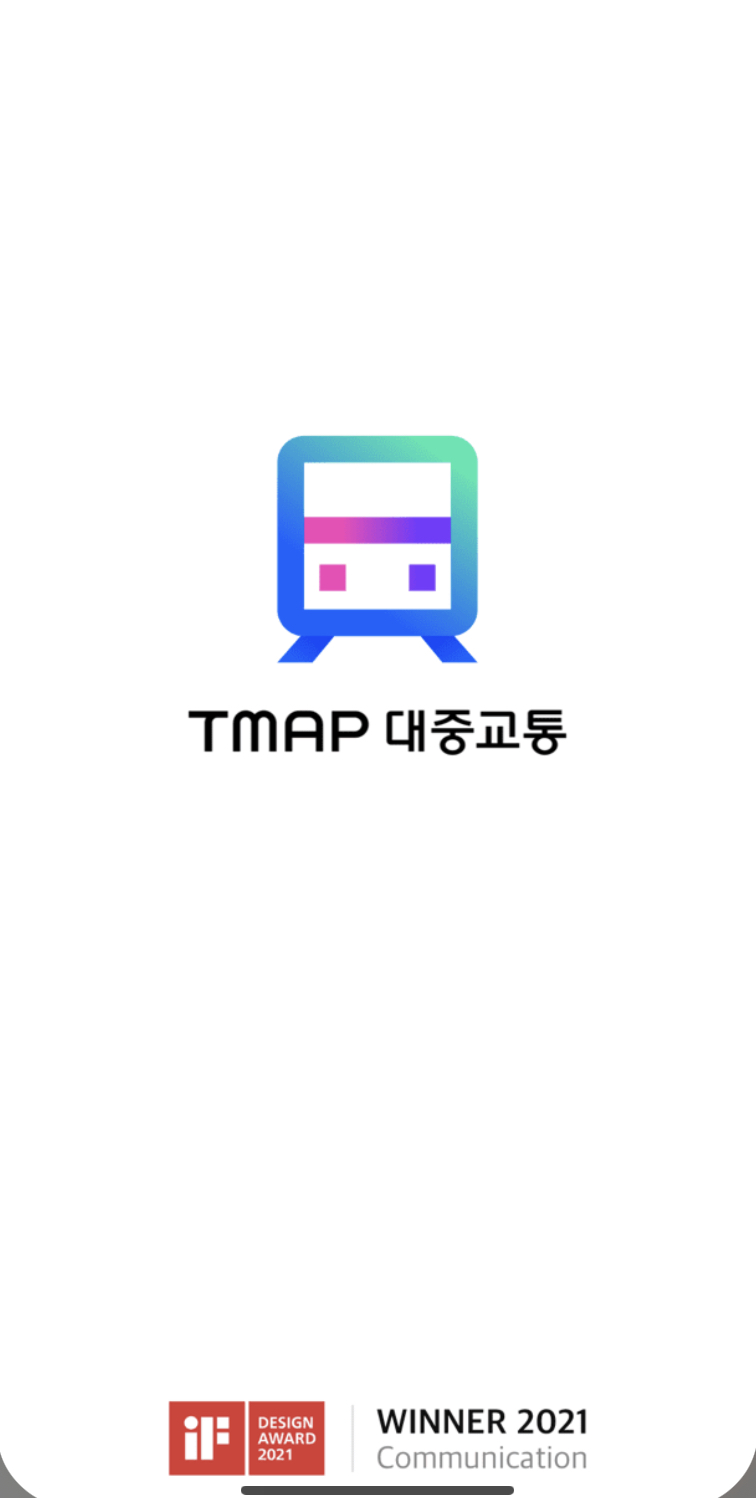 TMAP 대중교통
iF
DESIGN
AWARD
2021
WINNER 2021
Communication